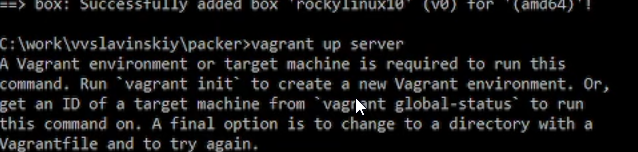 ==> box: Successfully added box 'rockylinux10' (v0) for '(amd64)'!
C:\work\vvslavinskiy\packer>vagrant up server
A Vagrant environment or target machine is required to run this
command. Run `vagrant init` to create a new Vagrant environment. Or,
get an ID of a target machine from `vagrant global-status` to run
this command on. A final option is to change to a directory with a
Vagrantfile and to try again.